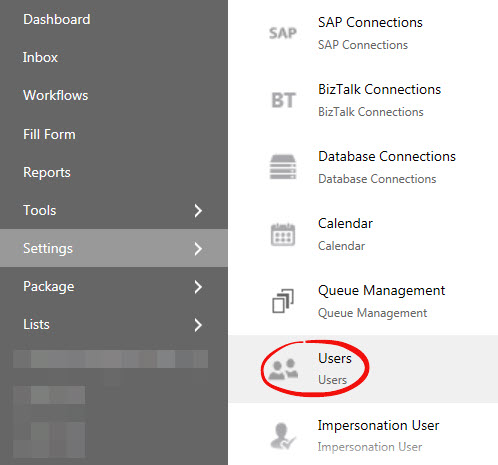 Dashboard
Inbox
Workflows
Fill Form
Reports
Tools
Settings
Package
Lists
SAP
SAP Connections
SAP Connections
BT
BizTalk Connections
BizTalk Connections
Database Connections
Database Connections
Calendar
Calendar
Queue Management
Queue Management
Users
Users
Impersonation User
Impersonation User